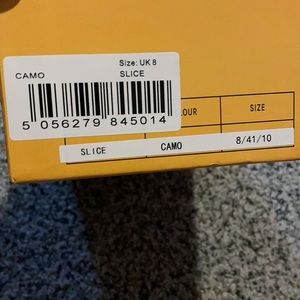 Size: UK 8
CAMO SLICE
5 056279 845014
OUR SIZE
SLICE CAMO 8/41/10